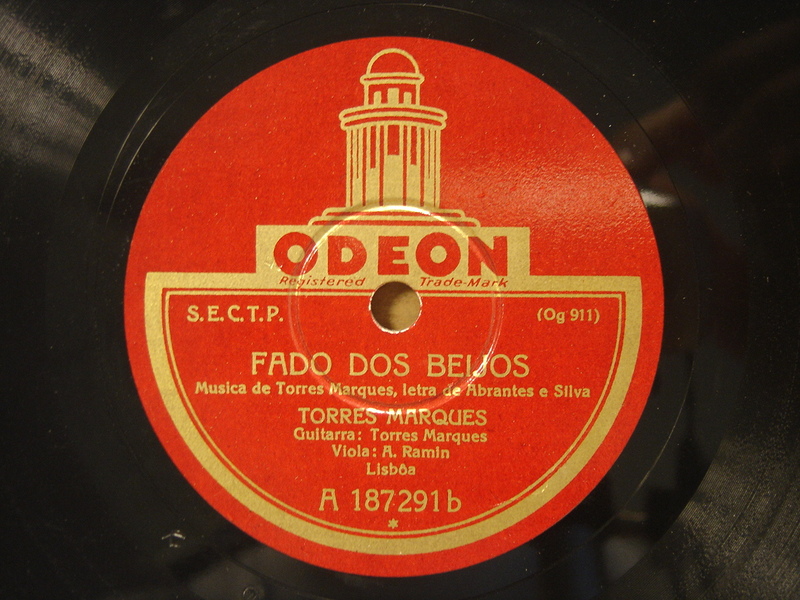 ODEON
Registered Trade-Mark
S.E.C.T.P. (Og 911)
FADO DOS BEIJOS
Musica de Torres Marques, letra de Abrantes e Silva
TORRES MARQUES
Guitarra: Torres Marques
Viola: A. Ramin
Lisbôa
A 187291b
*